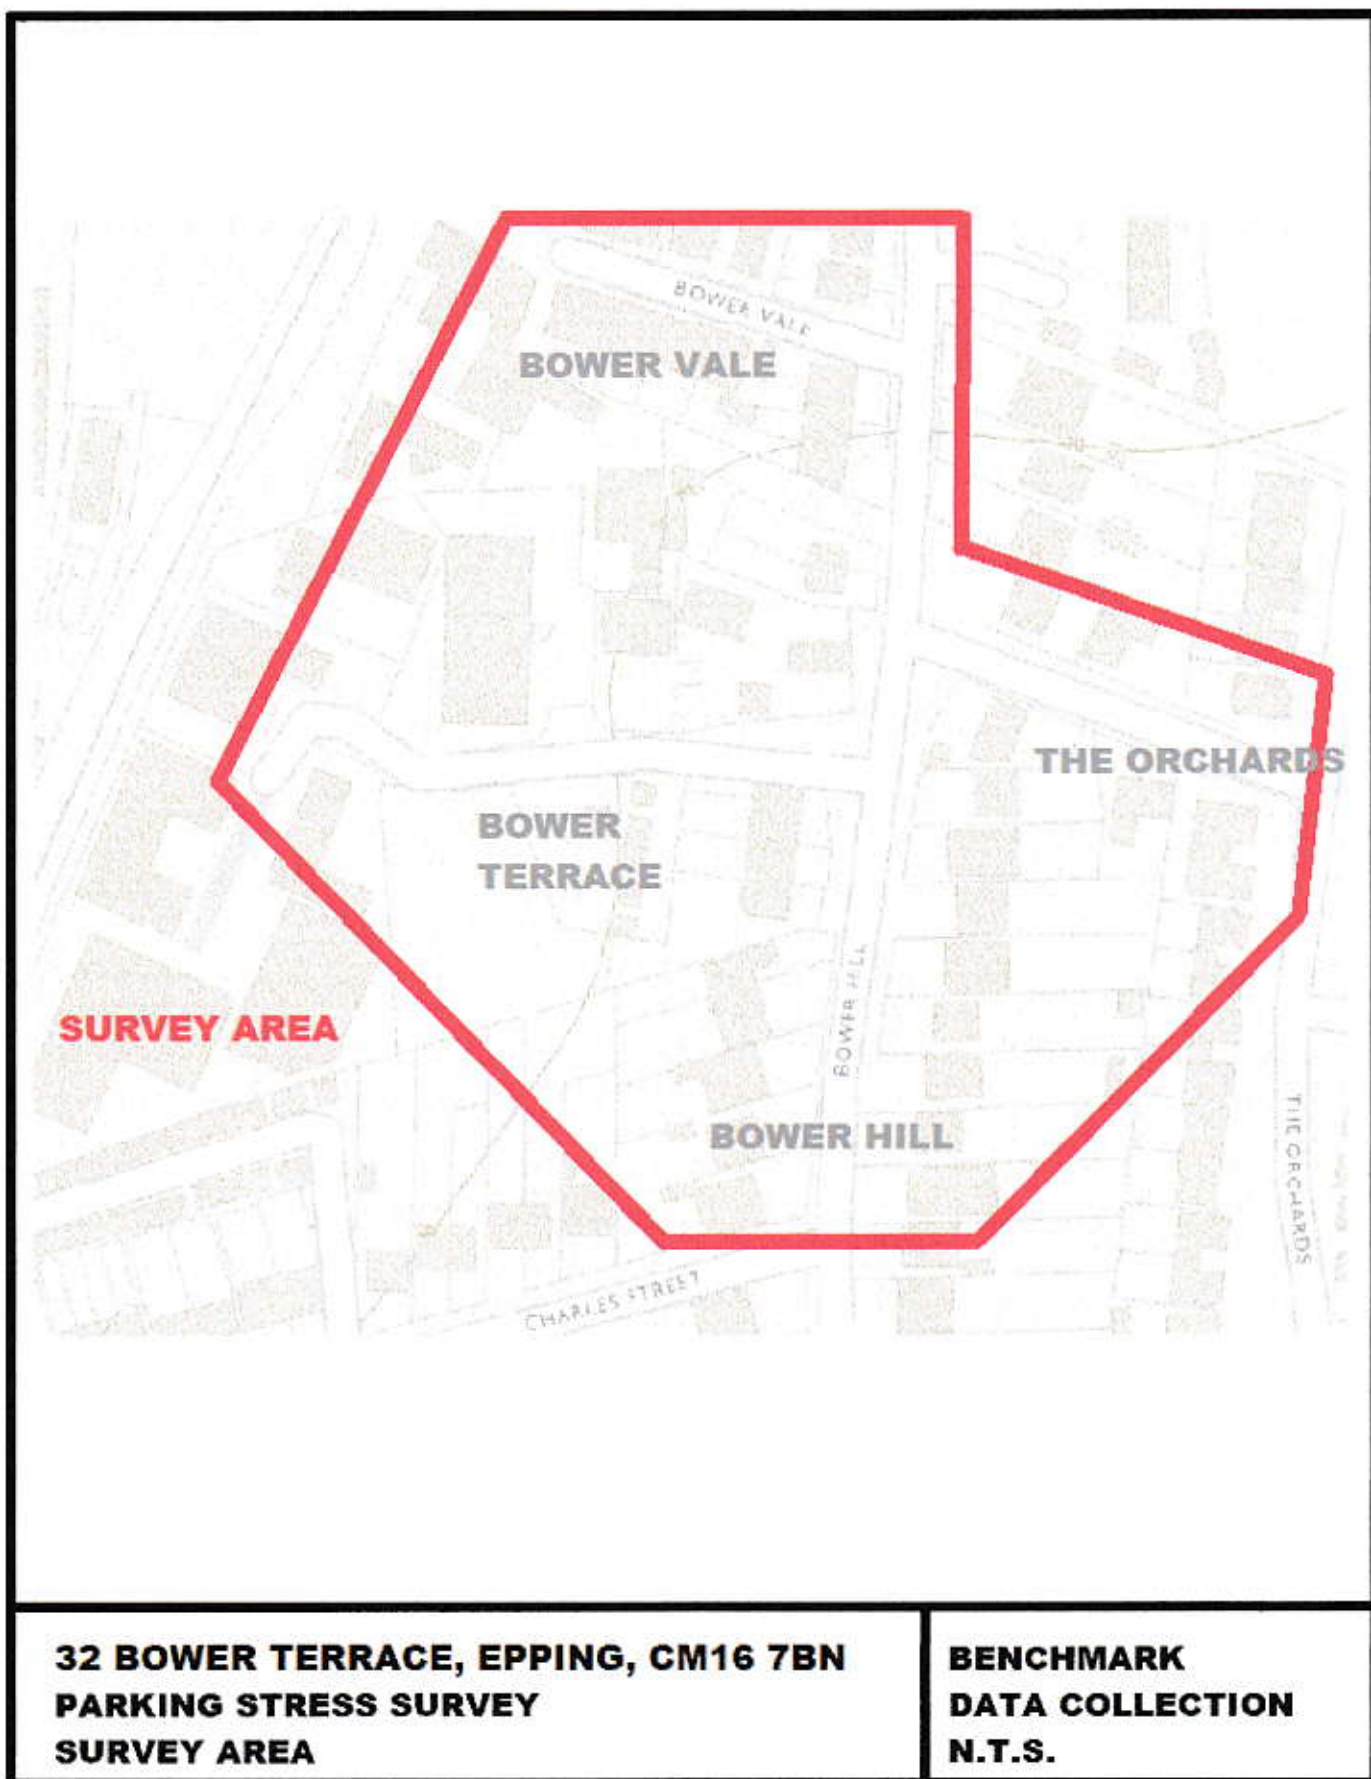 BOWER VALE
BOWER VALE
THE ORCHARDS
BOWER
TERRACE
SURVEY AREA
BOWER HILL
BOWER HILL
THE ORCHARDS
CHARLES STREET
32 BOWER TERRACE, EPPING, CM16 7BN
PARKING STRESS SURVEY
SURVEY AREA
BENCHMARK
DATA COLLECTION
N.T.S.